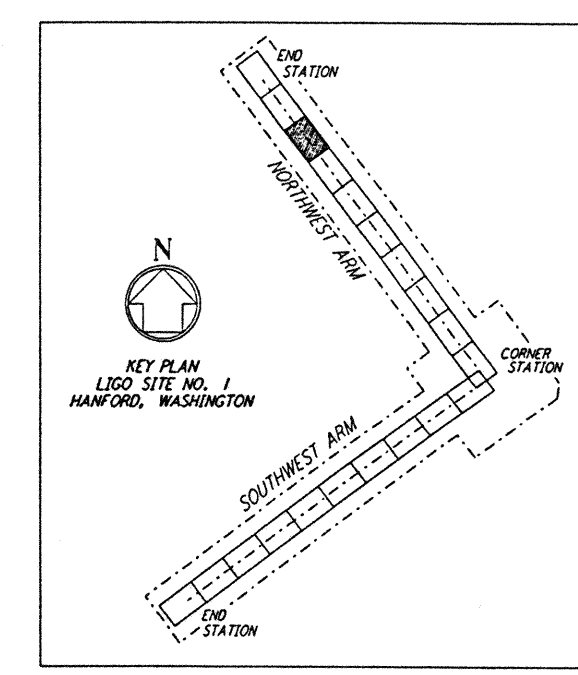 END
STATION
NORTHWEST ARM
N
KEY PLAN
LIGO SITE NO. 1
HANFORD, WASHINGTON
CORNER
STATION
SOUTHWEST ARM
END
STATION